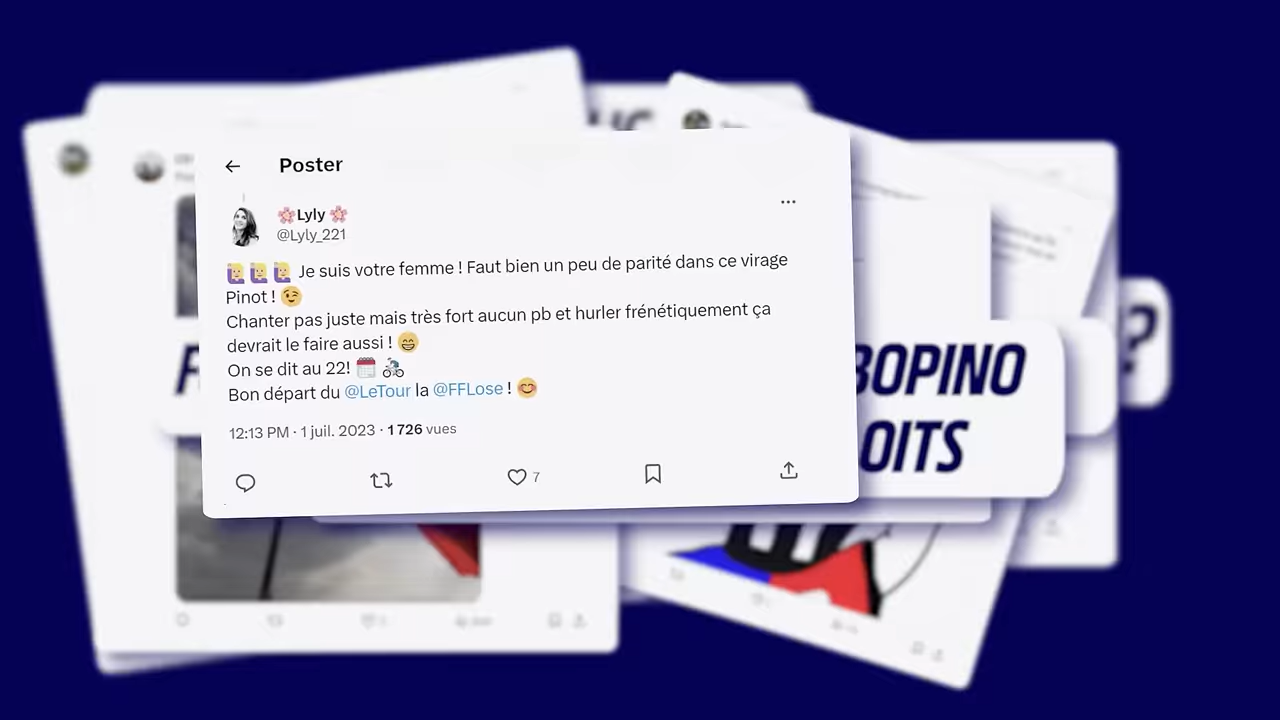 Poster
🌸Lyly 🌸
@Lyly_221
🙋🏼‍♀️🙋🏼‍♀️🙋🏼‍♀️ Je suis votre femme ! Faut bien un peu de parité dans ce virage
Pinot ! 😉
Chanter pas juste mais très fort aucun pb et hurler frénétiquement ça
devrait le faire aussi ! 😁
On se dit au 22! 🗓️ 🚴🏻
Bon départ du @LeTour la @FFLose ! 😊
12:13 PM · 1 juil. 2023 · 1 726 vues
7
BOPINO
OITS
?